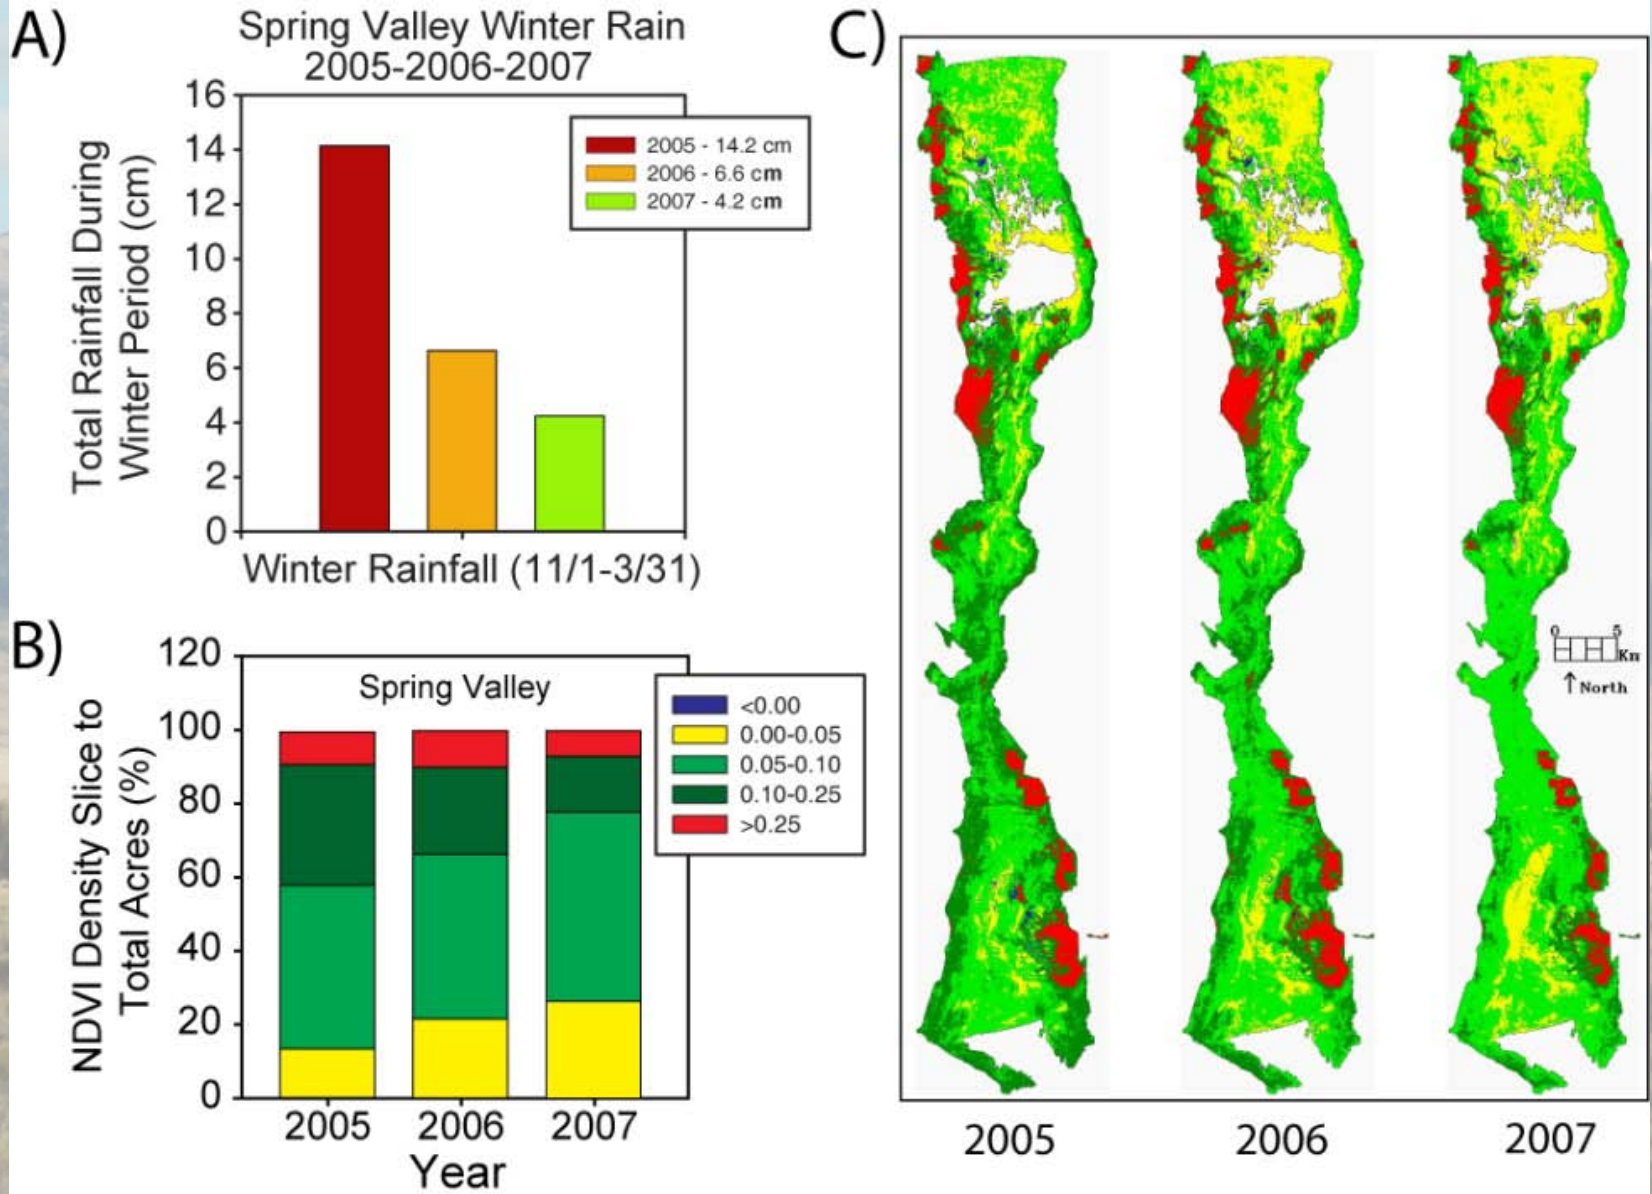 A)
Spring Valley Winter Rain
2005-2006-2007
Total Rainfall During
Winter Period (cm)
16
14
12
10
8
6
4
2
0
2005 - 14.2 cm
2006 - 6.6 cm
2007 - 4.2 cm
Winter Rainfall (11/1-3/31)
B)
NDVI Density Slice to
Total Acres (%)
120
100
80
60
40
20
0
Spring Valley
<0.00
0.00-0.05
0.05-0.10
0.10-0.25
>0.25
2005 2006 2007
Year
C)
0 5
Km
↑ North
2005 2006 2007